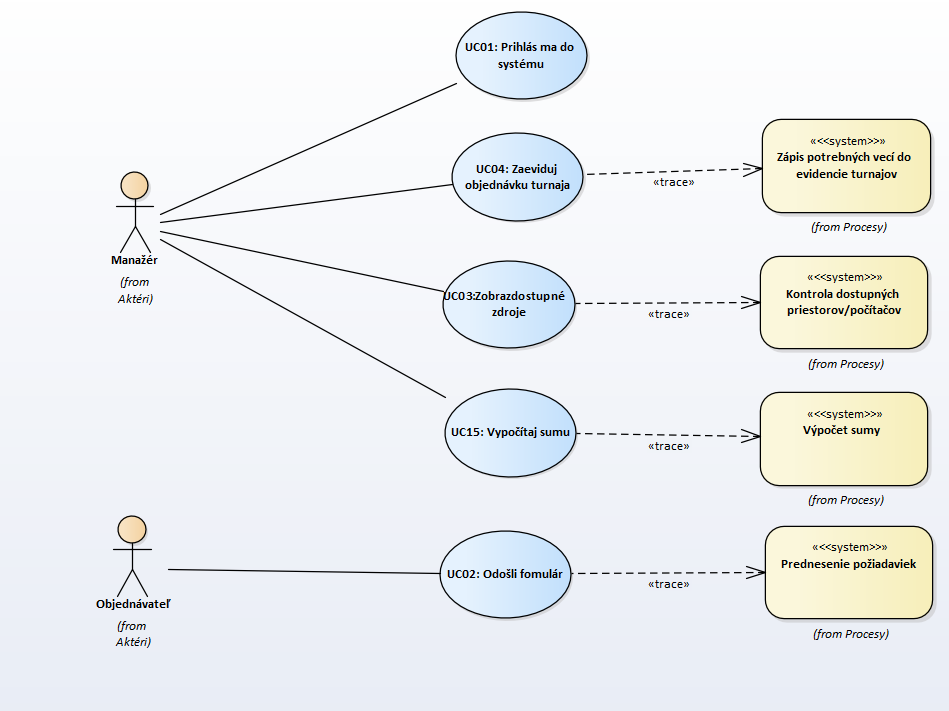 UC01: Prihlás ma do
systému
UC04: Zaeviduj
objednávku turnaja
«trace»
«<<system>>»
Zápis potrebných vecí do
evidencie turnajov
(from Procesy)
Manažér
(from
Aktéri)
UC03:Zobrazdostupné
zdroje
«trace»
«<<system>>»
Kontrola dostupných
priestorov/počítačov
(from Procesy)
UC15: Vypočítaj sumu
«trace»
«<<system>>»
Výpočet sumy
(from Procesy)
Objednávateľ
(from
Aktéri)
UC02: Odošli fomulár
«trace»
«<<system>>»
Prednesenie požiadaviek
(from Procesy)